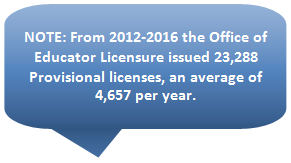 NOTE: From 2012-2016 the Office of
Educator Licensure issued 23,288
Provisional licenses, an average of
4,657 per year.